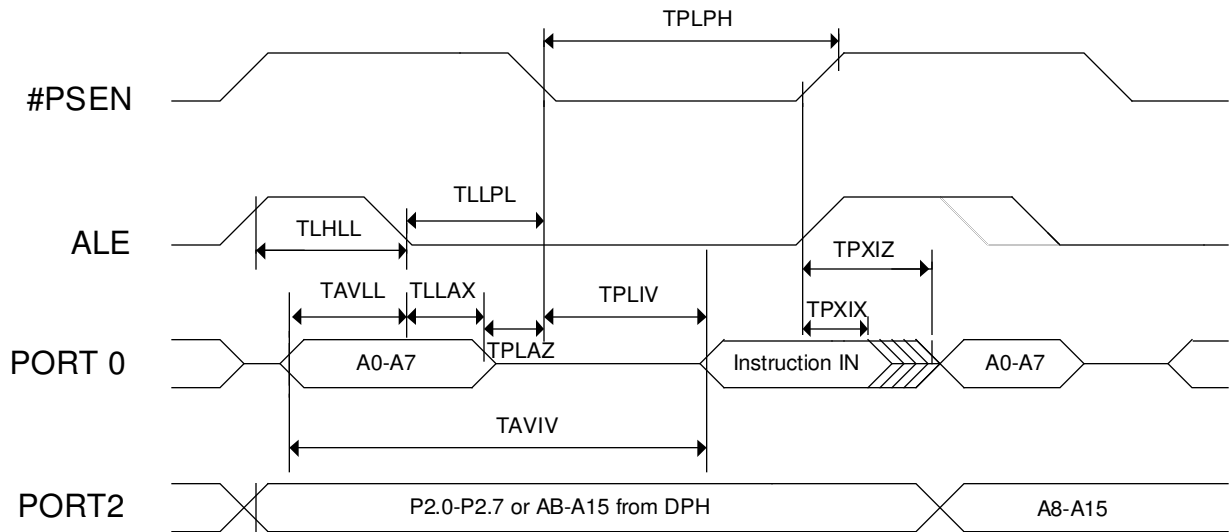 TPLPH
#PSEN
TLLPL
TLHLL
ALE
TPXIZ
TAVLL
TLLAX
TPLIV
TPXIX
TPLAZ
PORT 0
A0-A7
Instruction IN
A0-A7
TAVIV
PORT2
P2.0-P2.7 or AB-A15 from DPH
A8-A15